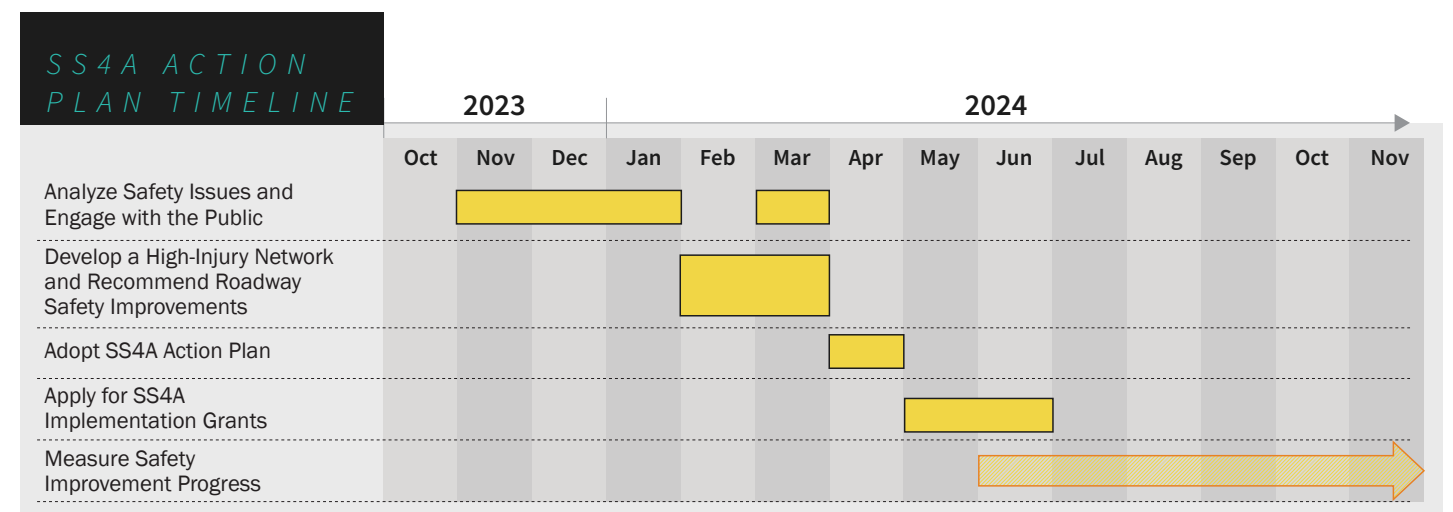 SS4A ACTION
PLAN TIMELINE
2023 2024
Oct Nov Dec Jan Feb Mar Apr May Jun Jul Aug Sep Oct Nov
Analyze Safety Issues and
Engage with the Public
Develop a High-Injury Network
and Recommend Roadway
Safety Improvements
Adopt SS4A Action Plan
Apply for SS4A
Implementation Grants
Measure Safety
Improvement Progress